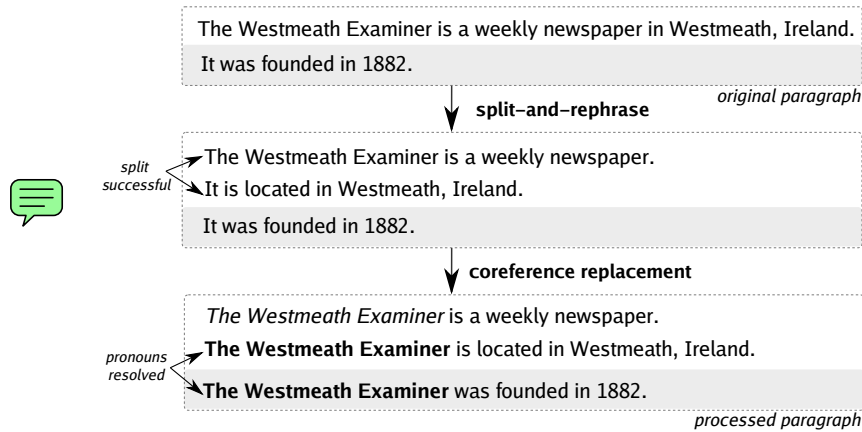 The Westmeath Examiner is a weekly newspaper in Westmeath, Ireland.
It was founded in 1882.
original paragraph
split-and-rephrase
split
successful
The Westmeath Examiner is a weekly newspaper.
It is located in Westmeath, Ireland.
It was founded in 1882.
coreference replacement
The Westmeath Examiner is a weekly newspaper.
pronouns
resolved
The Westmeath Examiner is located in Westmeath, Ireland.
The Westmeath Examiner was founded in 1882.
processed paragraph